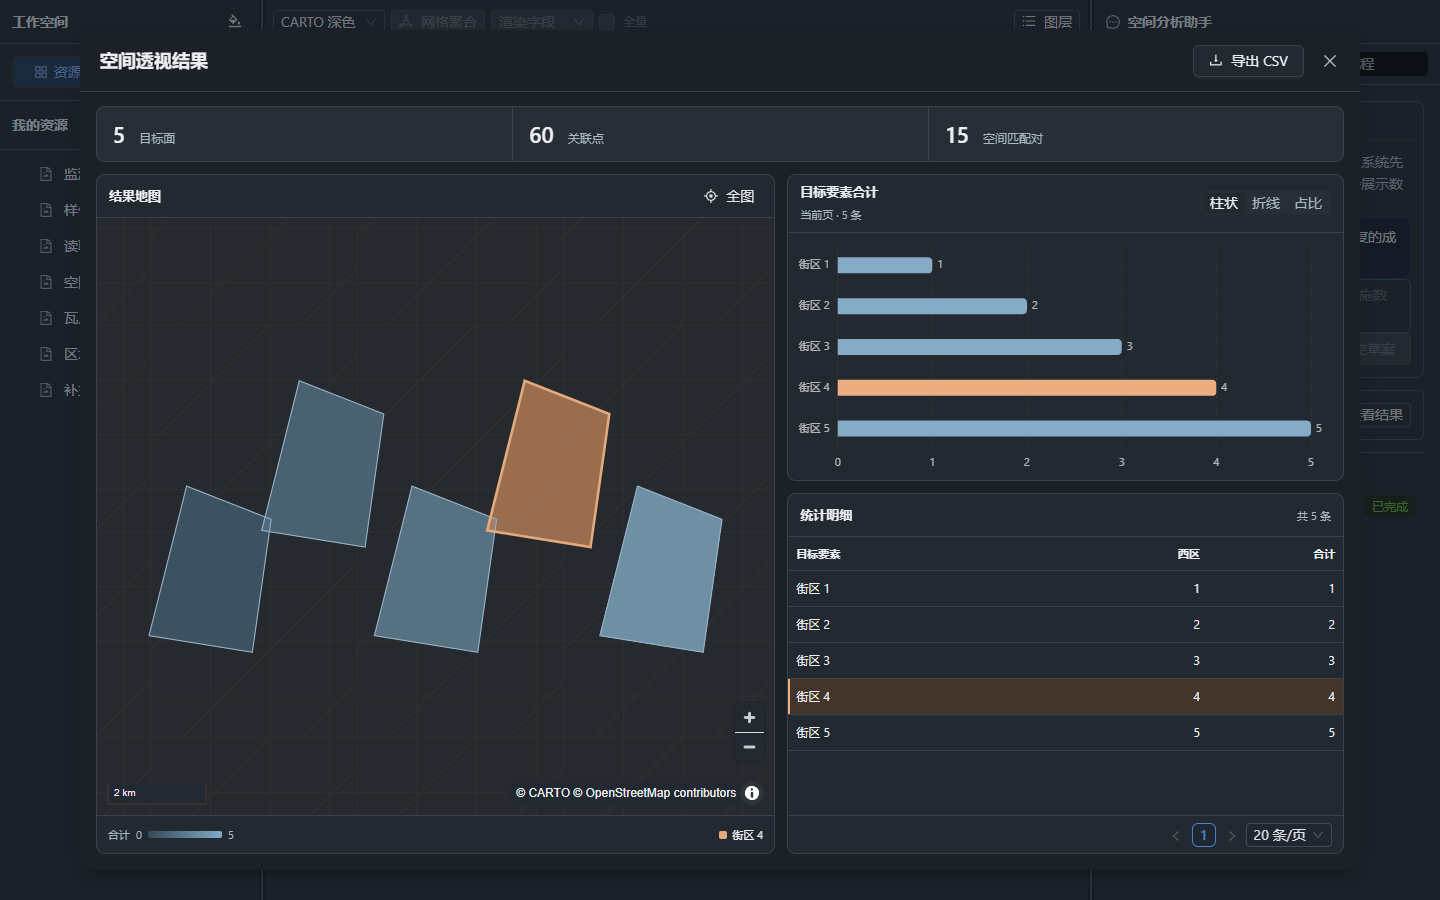 工作空间
CARTO 深色
网格聚合
渲染字段
全量
图层
空间分析助手
空间透视结果
导出 CSV
资源
程
我的资源
5 目标面
60 关联点
15 空间匹配对
系统先
展示数
结果地图
全图
目标要素合计
当前页 · 5 条
柱状
折线
占比
街区 1
1
街区 2
2
街区 3
3
街区 4
4
街区 5
5
0 1 2 3 4 5
的成
施数
看结果
已完成
统计明细
共 5 条
目标要素 西区 合计
街区 1 1 1
街区 2 2 2
街区 3 3 3
街区 4 4 4
街区 5 5 5
2 km
© CARTO © OpenStreetMap contributors
合计 0 5
街区 4
1
20 条/页